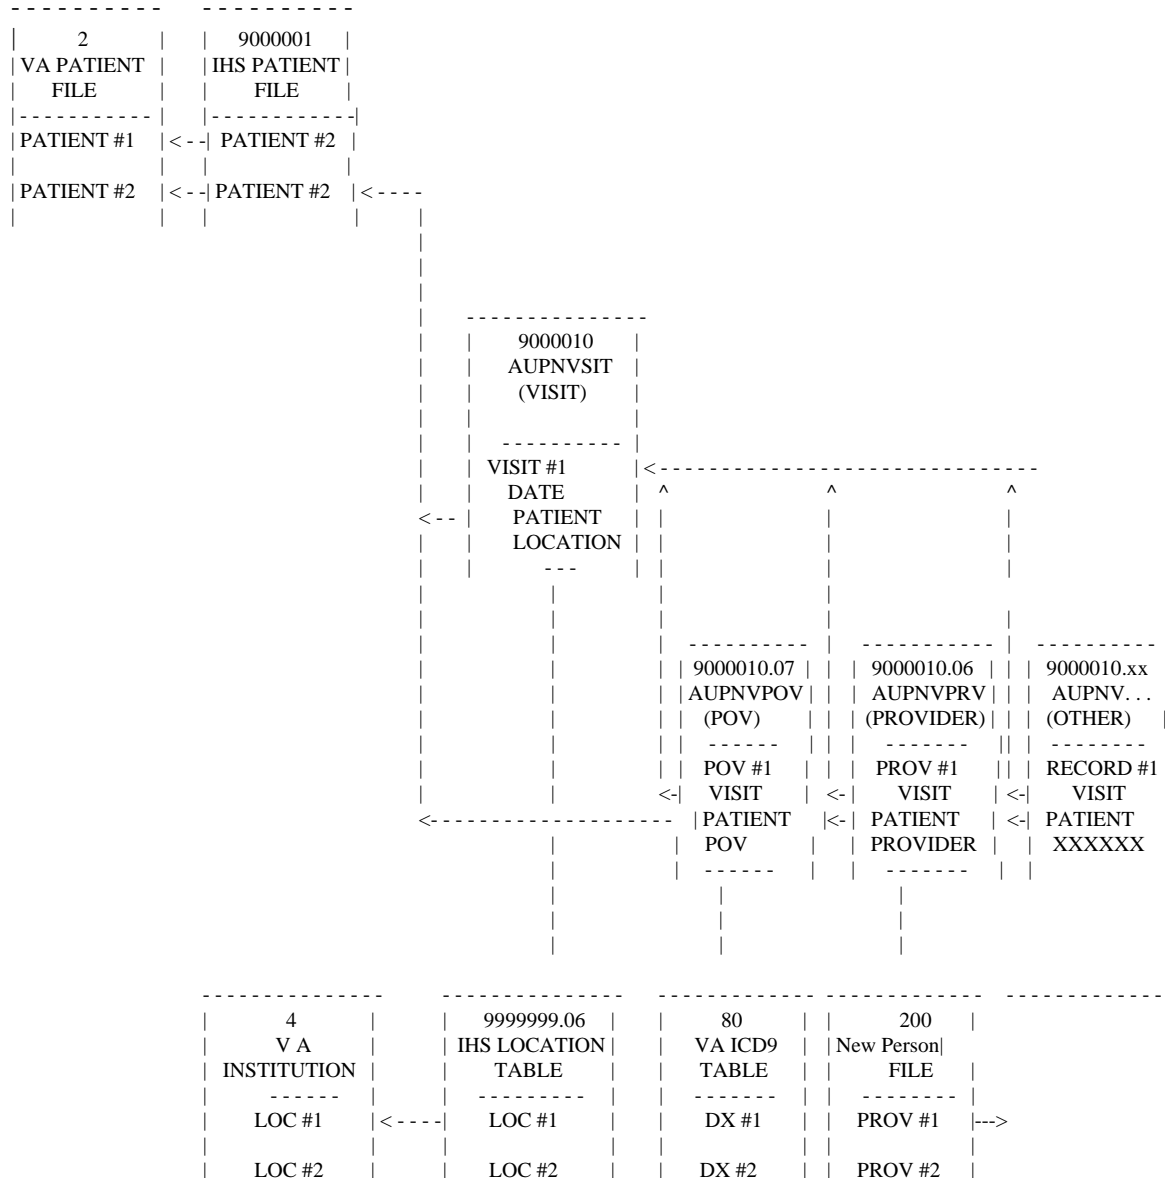 2 9000001
VA PATIENT IHS PATIENT
FILE FILE
PATIENT #1 <- - PATIENT #2
PATIENT #2 <- - PATIENT #2 <- - - -
9000010
AUPNVSIT
(VISIT)
VISIT #1
DATE
PATIENT
LOCATION
9000010.07 9000010.06 9000010.xx
AUPNVPOV AUPNVPRV AUPNV. . .
(POV) (PROVIDER) (OTHER)
POV #1 PROV #1 RECORD #1
VISIT VISIT VISIT
PATIENT PATIENT PATIENT
POV PROVIDER XXXXXX
4 9999999.06 80 200
V A IHS LOCATION VA ICD9 New Person
INSTITUTION TABLE TABLE FILE
LOC #1 LOC #1 DX #1 PROV #1
LOC #2 LOC #2 DX #2 PROV #2